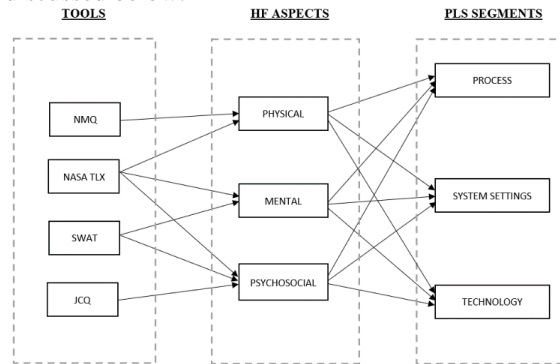 TOOLS HF ASPECTS PLS SEGMENTS
PROCESS
NMQ PHYSICAL
NASA TLX
MENTAL SYSTEM SETTINGS
SWAT
PSYCHOSOCIAL
JCQ TECHNOLOGY